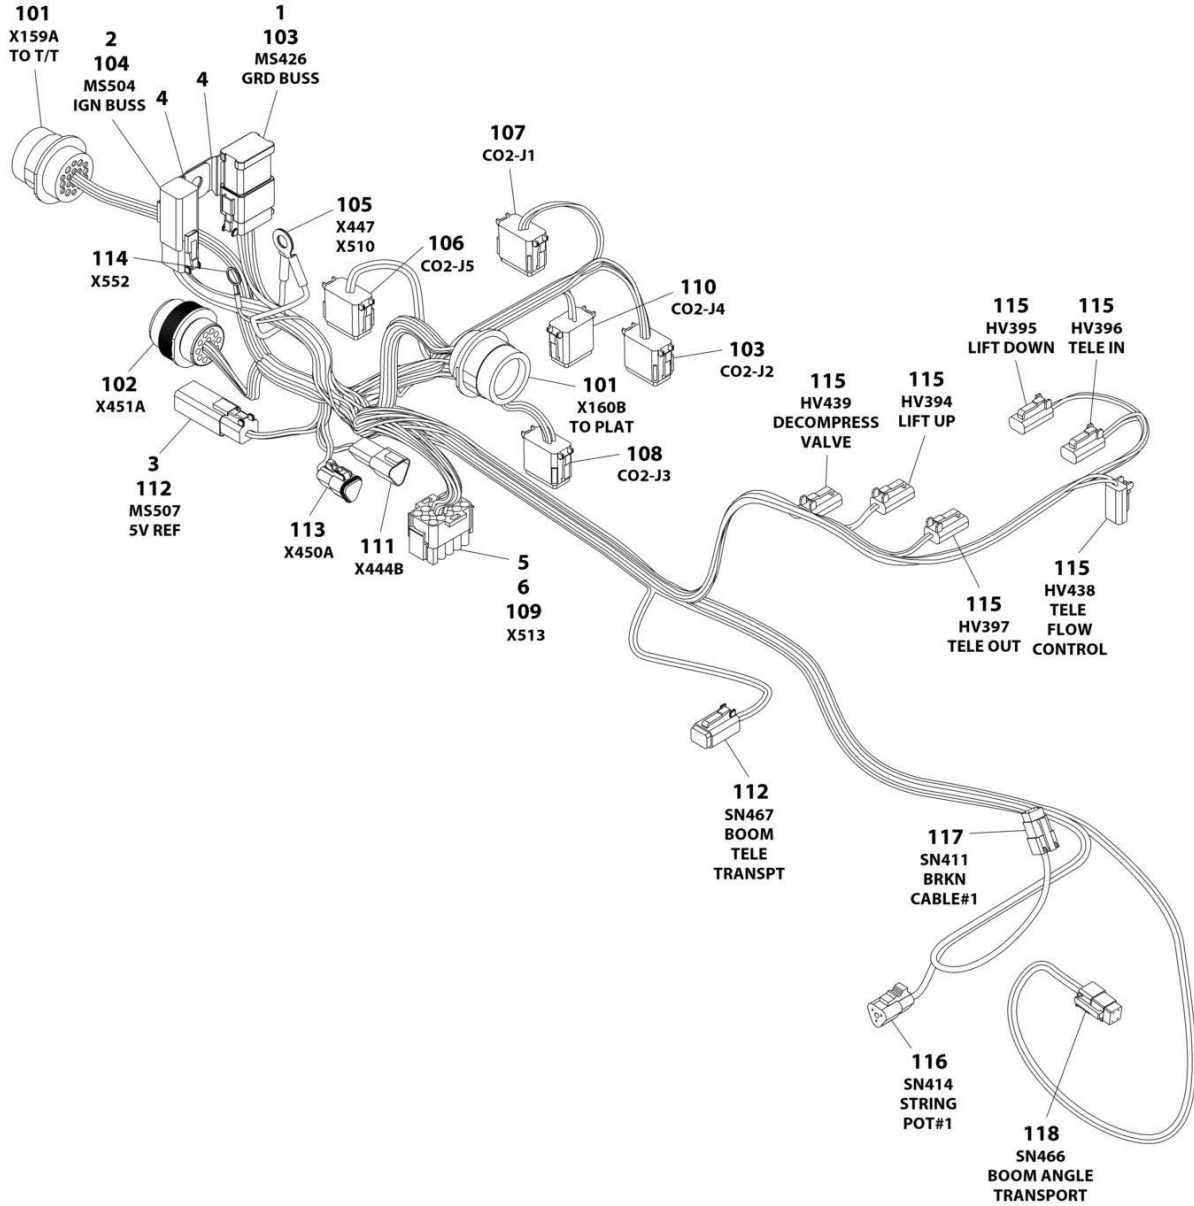 101
X159A
TO T/T
2
104
MS504
IGN BUSS
4
4
1
103
MS426
GRD BUSS
107
CO2-J1
105
X447
X510
106
CO2-J5
114
X552
110
CO2-J4
103
CO2-J2
102
X451A
101
X160B
TO PLAT
108
CO2-J3
3
112
MS507
5V REF
113
X450A
111
X444B
5
6
109
X513
115
HV439
DECOMPRESS
VALVE
115
HV394
LIFT UP
115
HV395
LIFT DOWN
115
HV396
TELE IN
115
HV397
TELE OUT
115
HV438
TELE
FLOW
CONTROL
112
SN467
BOOM
TELE
TRANSPT
117
SN411
BRKN
CABLE#1
116
SN414
STRING
POT#1
118
SN466
BOOM ANGLE
TRANSPORT